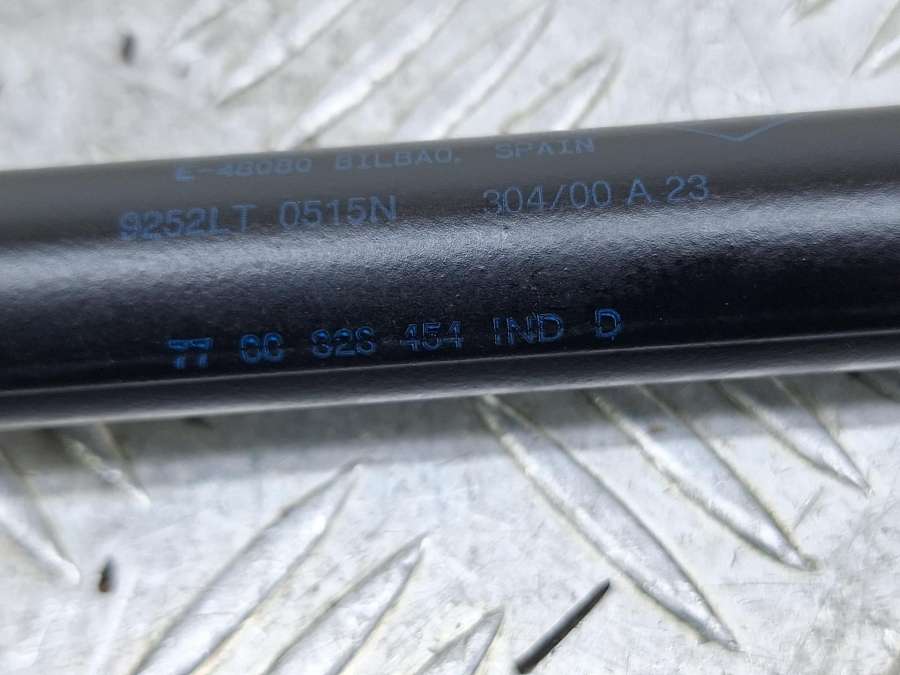 E-48080 BILBAO. SPAIN
9252LT 0515N 304/00 A 23
77 00 828 454 IND D